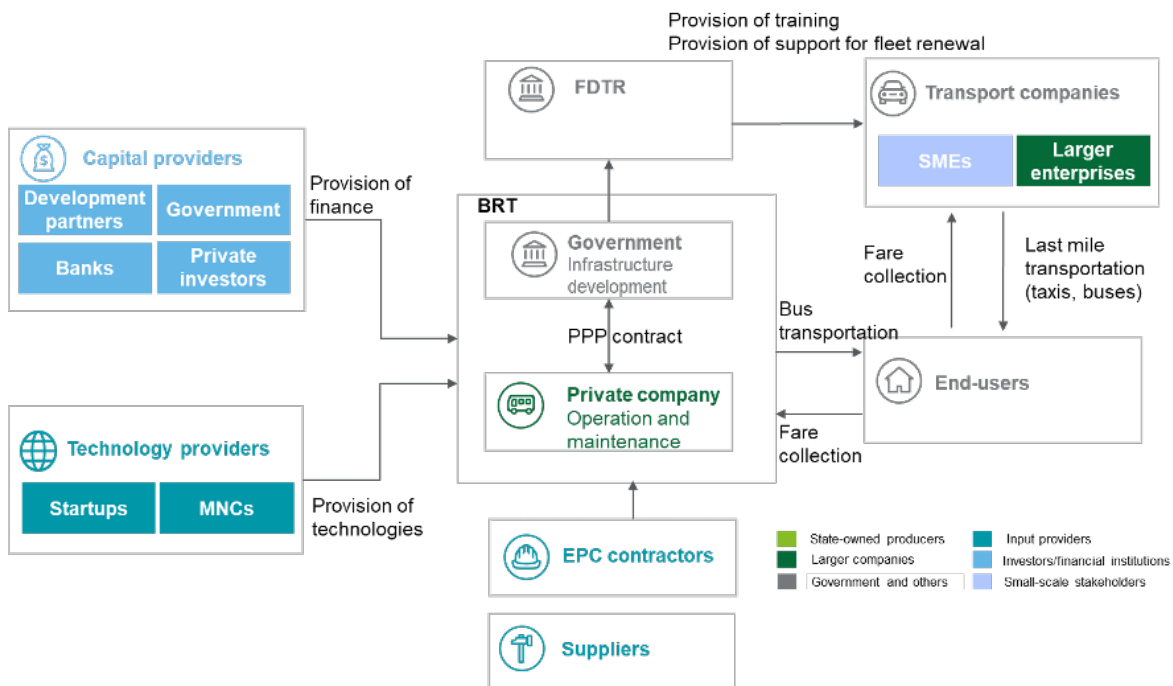 Provision of training
Provision of support for fleet renewal
FDTR
Transport companies
SMEs
Larger
enterprises
Capital providers
Development
partners
Government
Banks
Private
investors
Provision of
finance
BRT
Government
Infrastructure
development
PPP contract
Private company
Operation and
maintenance
Fare
collection
Last mile
transportation
(taxis, buses)
Bus
transportation
End-users
Fare
collection
Technology providers
Startups
MNCs
Provision of
technologies
EPC contractors
Suppliers
State-owned producers
Larger companies
Government and others
Input providers
Investors/financial institutions
Small-scale stakeholders